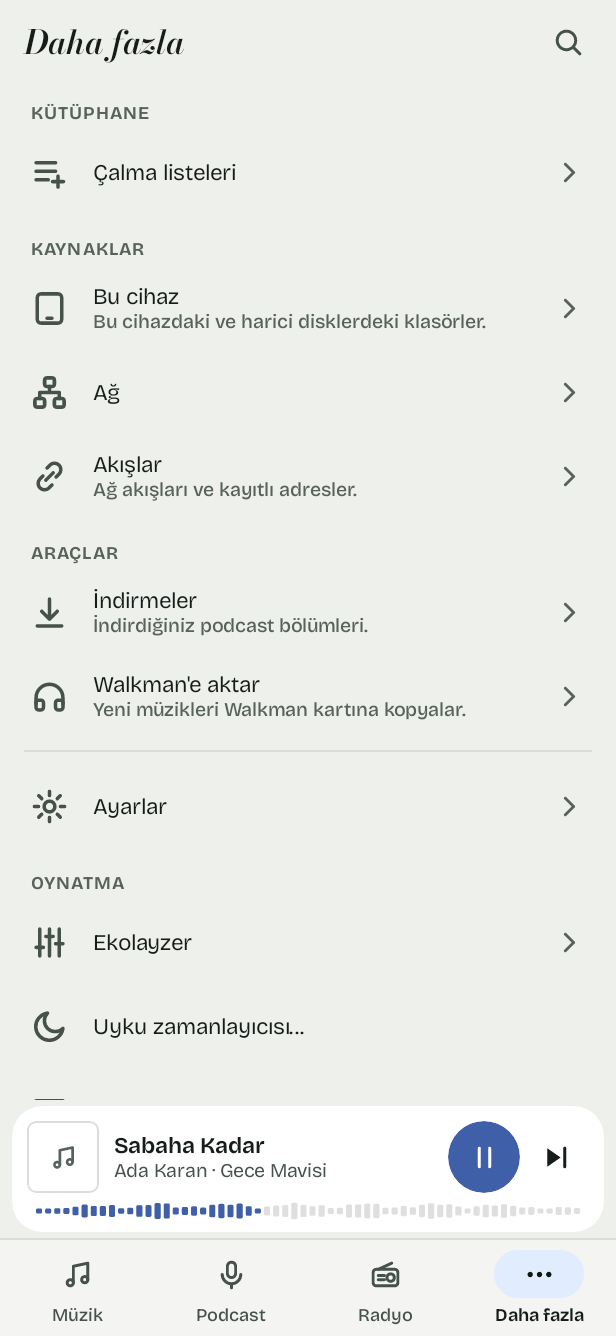 Daha fazla
KÜTÜPHANE
Çalma listeleri
KAYNAKLAR
Bu cihaz
Bu cihazdaki ve harici disklerdeki klasörler.
Ağ
Akışlar
Ağ akışları ve kayıtlı adresler.
ARAÇLAR
İndirmeler
İndirdiğiniz podcast bölümleri.
Walkman'e aktar
Yeni müzikleri Walkman kartına kopyalar.
Ayarlar
OYNATMA
Ekolayzer
Uyku zamanlayıcısı...
Sabaha Kadar
Ada Karan · Gece Mavisi
Müzik
Podcast
Radyo
Daha fazla